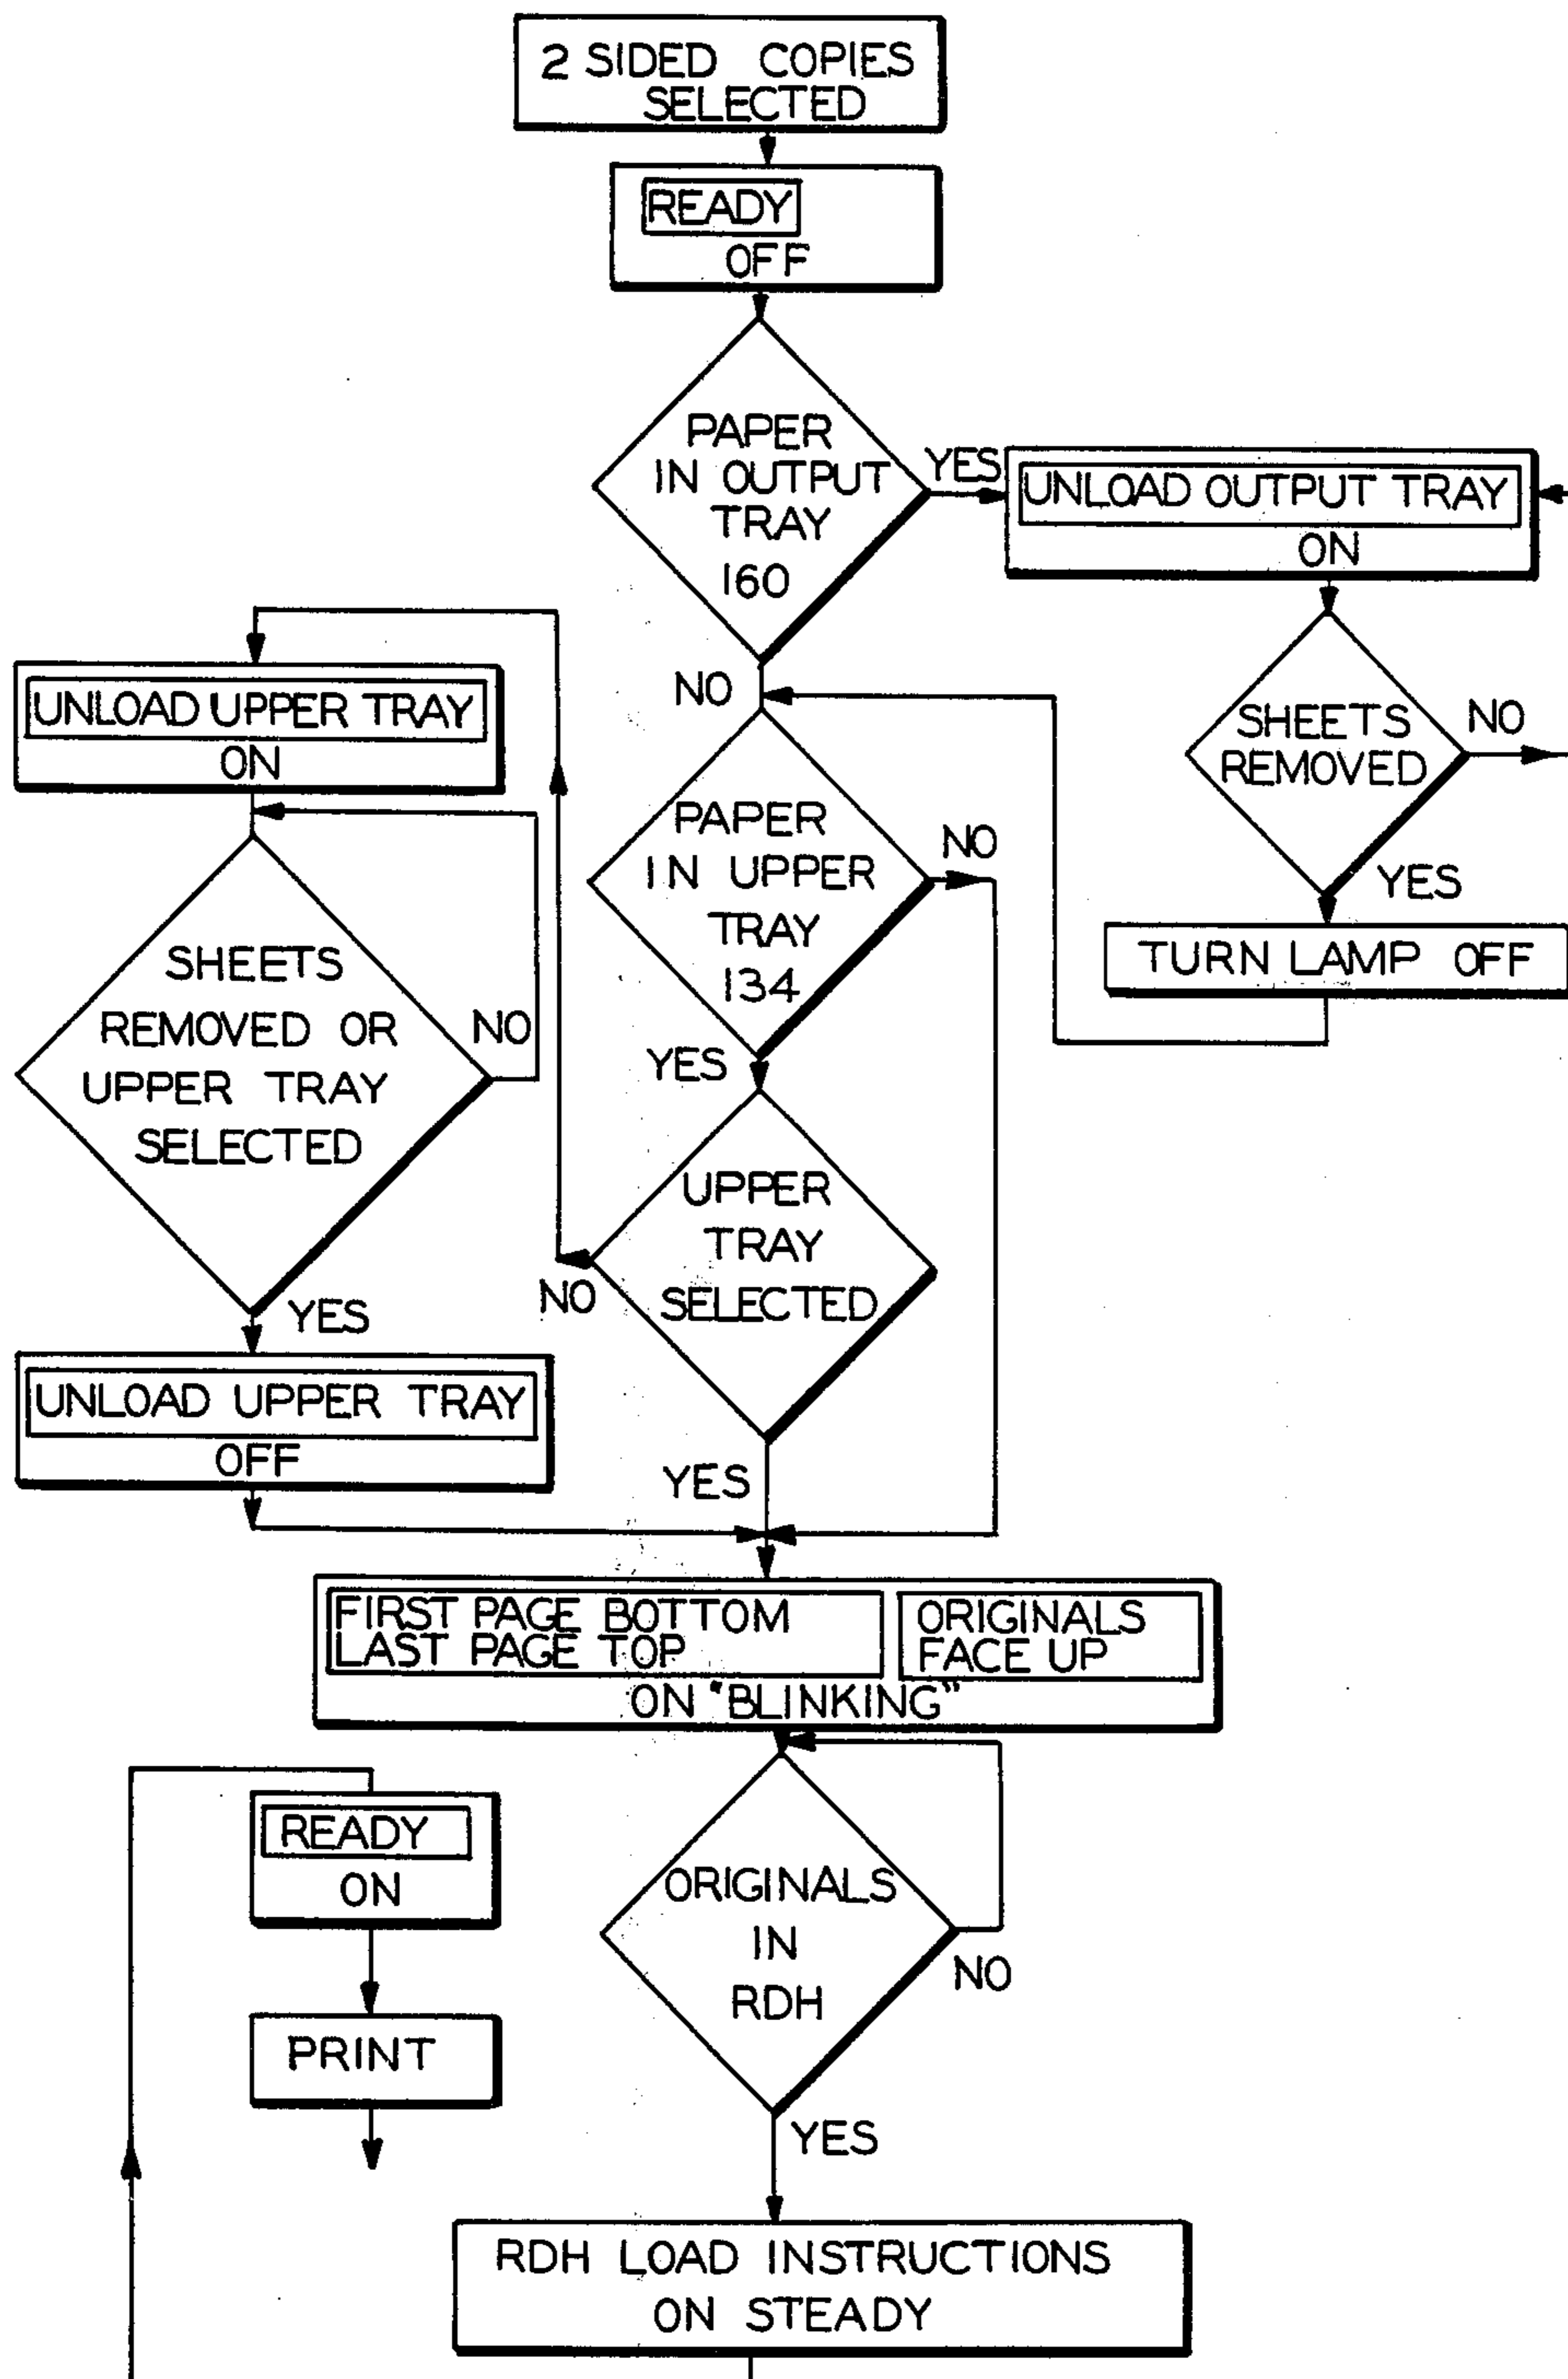 2 SIDED COPIES
SELECTED
READY
OFF
PAPER
IN OUTPUT
TRAY
160
YES
UNLOAD OUTPUT TRAY
ON
NO
SHEETS
REMOVED
NO
YES
TURN LAMP OFF
UNLOAD UPPER TRAY
ON
PAPER
IN UPPER
TRAY
134
NO
YES
SHEETS
REMOVED OR
UPPER TRAY
SELECTED
NO
YES
UPPER
TRAY
SELECTED
NO
YES
UNLOAD UPPER TRAY
OFF
FIRST PAGE BOTTOM
LAST PAGE TOP
ORIGINALS
FACE UP
ON "BLINKING"
READY
ON
PRINT
ORIGINALS
IN
RDH
NO
YES
RDH LOAD INSTRUCTIONS
ON STEADY